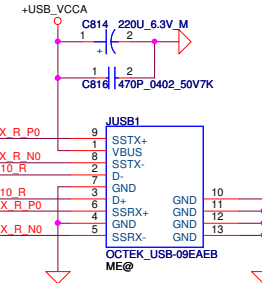 +USB_VCCA
C814 220U_6.3V_M
1 2
+
1 2
C816 470P_0402_50V7K
JUSB1
X_R_P0 9 SSTX+
1 VBUS
X_R_N0 8 SSTX-
10_R 2 D-
7 GND GND 10
10_R 3 D+ GND 11
X_R_P0 6 SSRX+ GND 12
4 GND GND 13
X_R_N0 5 SSRX-
OCTEK_USB-09EAEB
ME@